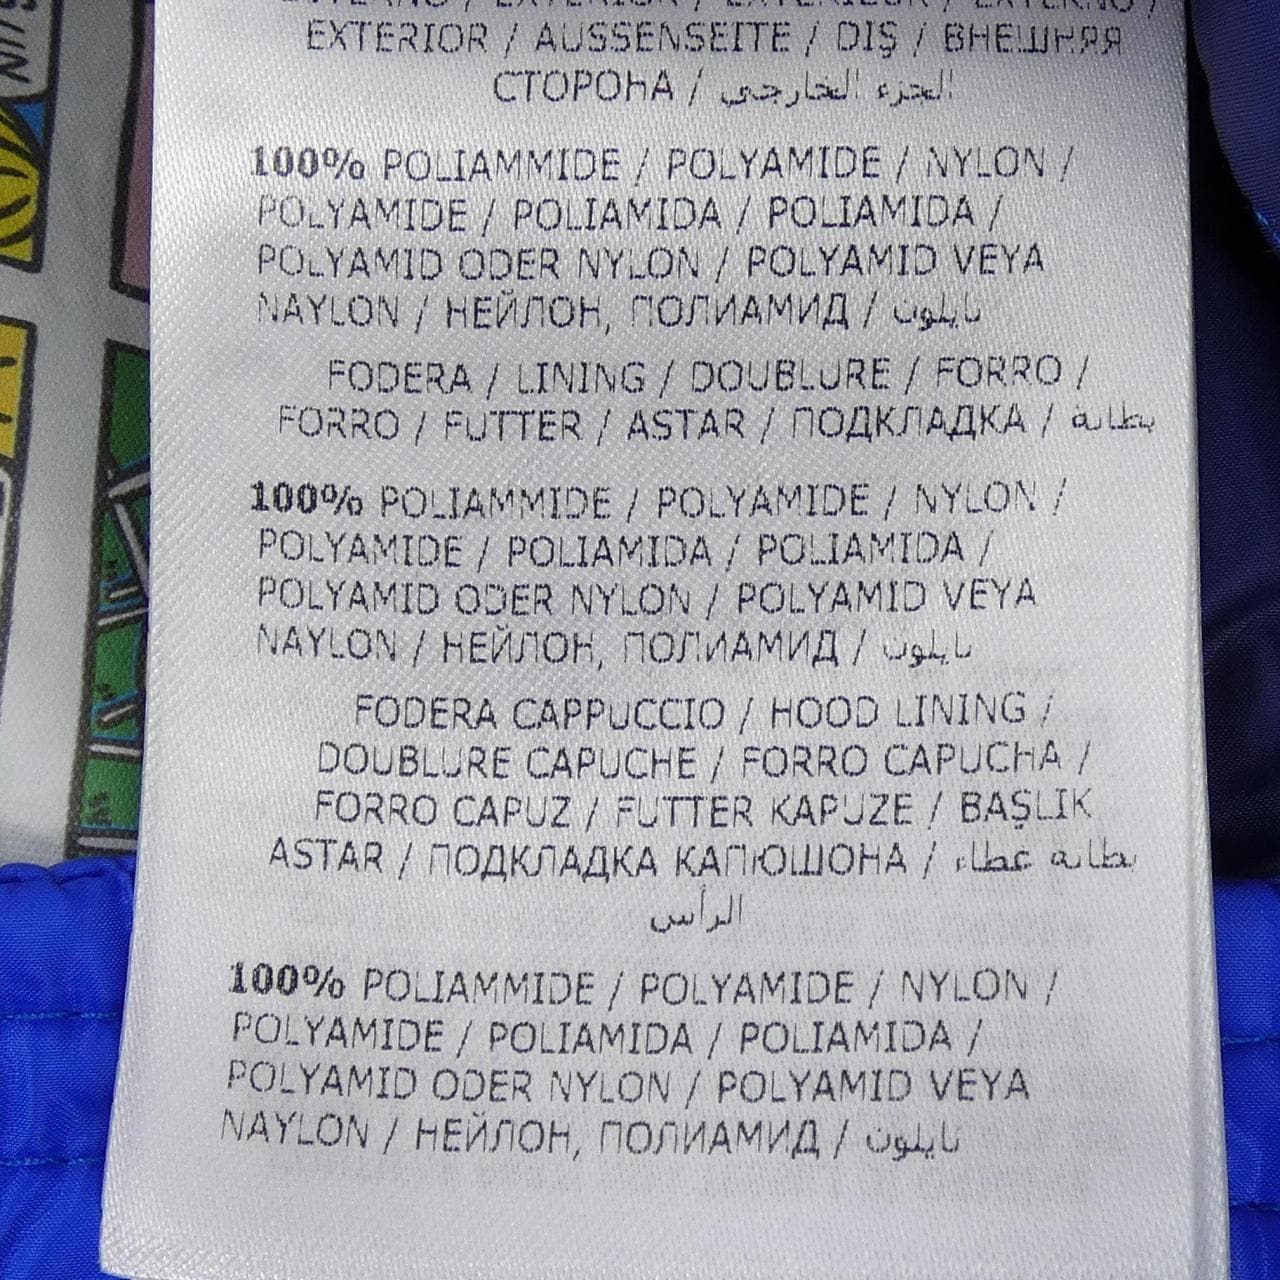 ESTERNO / EXTERIOR / EXTÉRIEUR / EXTERNO /
EXTERIOR / AUSSENSEITE / DIŞ / ВНЕШНЯЯ
СТОРОНА / الجزء الخارجي
100% POLIAMMIDE / POLYAMIDE / NYLON /
POLYAMIDE / POLIAMIDA / POLIAMIDA /
POLYAMID ODER NYLON / POLYAMID VEYA
NAYLON / НЕЙЛОН, ПОЛИАМИД / نايلون
FODERA / LINING / DOUBLURE / FORRO /
FORRO / FUTTER / ASTAR / ПОДКЛАДКА / بطانة
100% POLIAMMIDE / POLYAMIDE / NYLON /
POLYAMIDE / POLIAMIDA / POLIAMIDA /
POLYAMID ODER NYLON / POLYAMID VEYA
NAYLON / НЕЙЛОН, ПОЛИАМИД / نايلون
FODERA CAPPUCCIO / HOOD LINING /
DOUBLURE CAPUCHE / FORRO CAPUCHA /
FORRO CAPUZ / FUTTER KAPUZE / BAŞLIK
ASTAR / ПОДКЛАДКА КАПЮШОНА / بطانة غطاء
الرأس
100% POLIAMMIDE / POLYAMIDE / NYLON /
POLYAMIDE / POLIAMIDA / POLIAMIDA /
POLYAMID ODER NYLON / POLYAMID VEYA
NAYLON / НЕЙЛОН, ПОЛИАМИД / نايلون